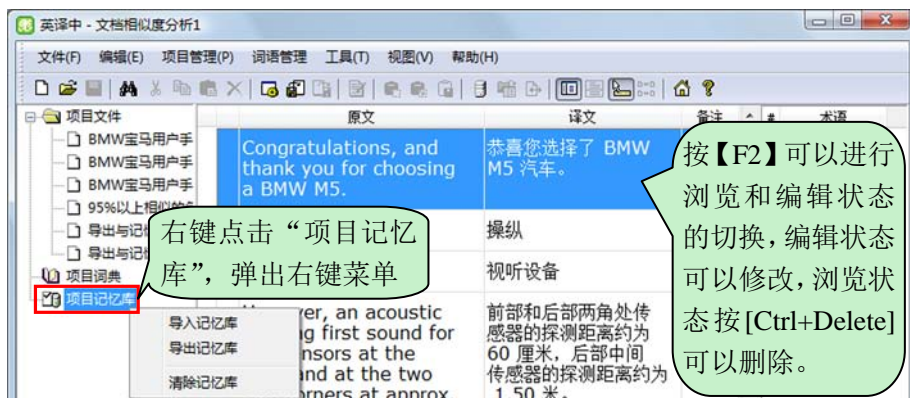 英译中 - 文档相似度分析1
文件(F) 编辑(E) 项目管理(P) 词语管理 工具(T) 视图(V) 帮助(H)
项目文件
BMW宝马用户手
BMW宝马用户手
BMW宝马用户手
95%以上相似的
导出与记
导出与记
项目词典
项目记忆库
原文 译文 备注 # 术语
Congratulations, and
thank you for choosing
a BMW M5.
恭喜您选择了 BMW
M5 汽车。
操纵
视听设备
er, an acoustic
g first sound for
nsors at the
nd at the two
orners at approx.
前部和后部两角处传
感器的探测距离约为
60 厘米，后部中间
传感器的探测距离约为
1.50 米。
右键点击“项目记忆
库”，弹出右键菜单
导入记忆库
导出记忆库
清除记忆库
按【F2】可以进行
浏览和编辑状态
的切换，编辑状态
可以修改，浏览状
态按[Ctrl+Delete]
可以删除。